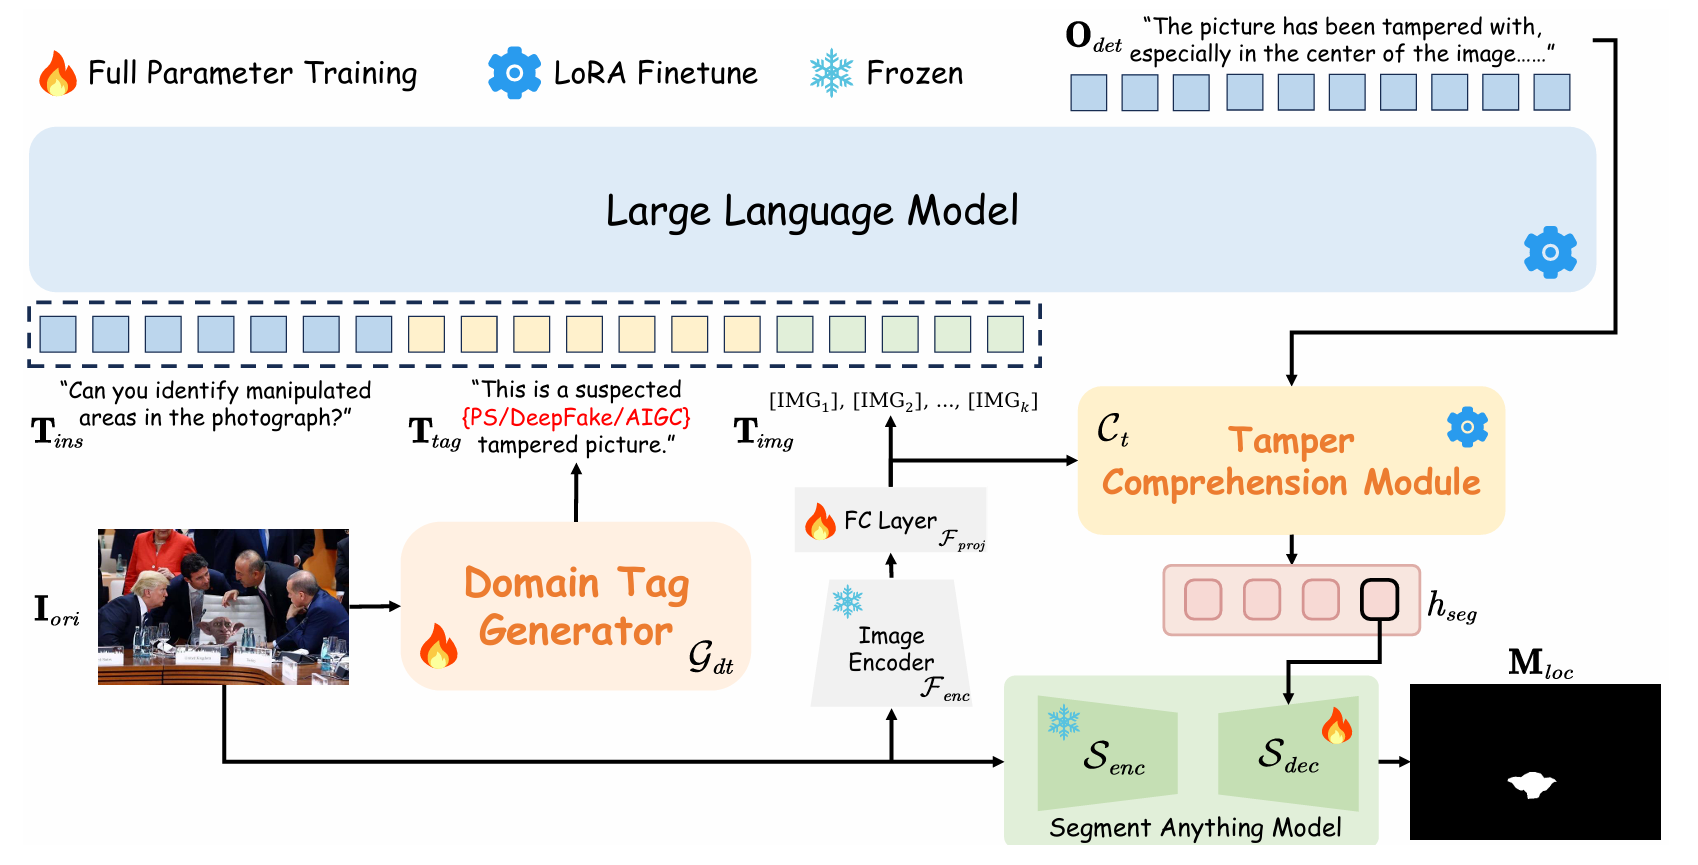 Full Parameter Training
LoRA Finetune
Frozen
O_det
“The picture has been tampered with,
especially in the center of the image……”
Large Language Model
“Can you identify manipulated
areas in the photograph?”
T_ins
“This is a suspected
{PS/DeepFake/AIGC}
tampered picture.”
T_tag
[IMG_1], [IMG_2], ..., [IMG_k]
T_img
C_t
Tamper
Comprehension Module
FC Layer
F_proj
Image
Encoder
F_enc
I_ori
Domain Tag
Generator
G_dt
h_seg
M_loc
S_enc
S_dec
Segment Anything Model